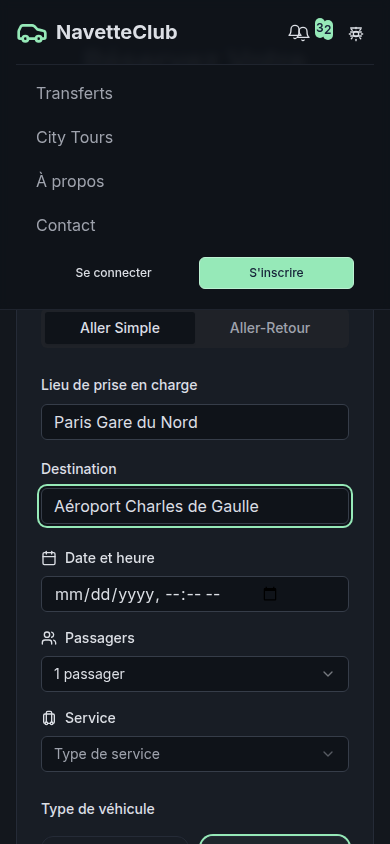 NavetteClub
32
Transferts
City Tours
À propos
Contact
Se connecter
S'inscrire
Aller Simple
Aller-Retour
Lieu de prise en charge
Paris Gare du Nord
Destination
Aéroport Charles de Gaulle
Date et heure
mm/dd/yyyy, --:-- --
Passagers
1 passager
Service
Type de service
Type de véhicule